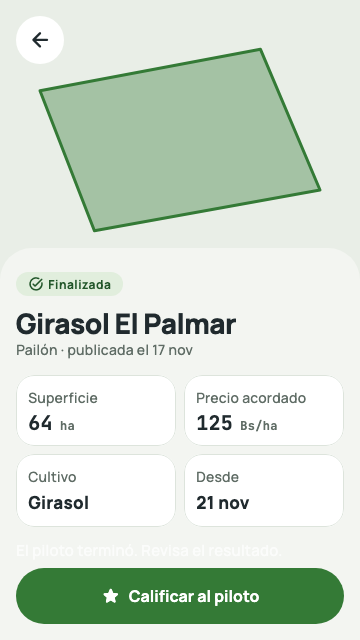 Finalizada
Girasol El Palmar
Pailón · publicada el 17 nov
Superficie
64 ha
Precio acordado
125 Bs/ha
Cultivo
Girasol
Desde
21 nov
El piloto terminó. Revisa el resultado.
Calificar al piloto